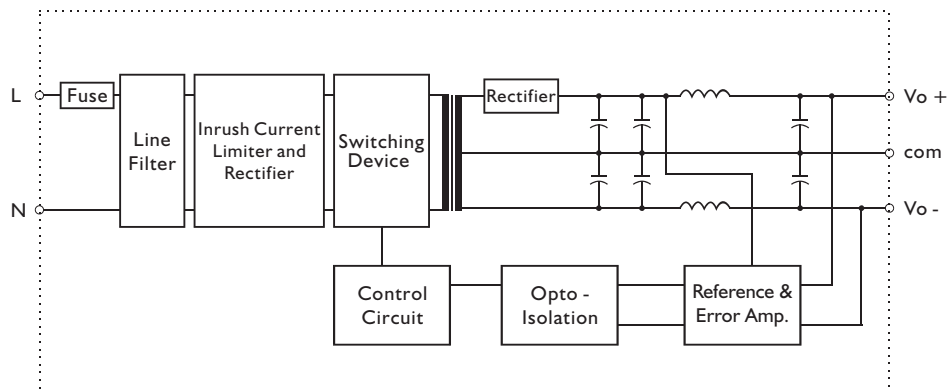 L
Fuse
Line
Filter
Inrush Current
Limiter and
Rectifier
Switching
Device
Rectifier
Vo +
com
N
Vo -
Control
Circuit
Opto -
Isolation
Reference &
Error Amp.